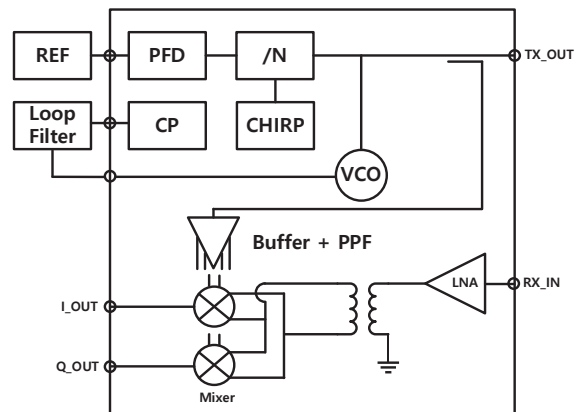 REF
PFD
/N
TX_OUT
Loop
Filter
CP
CHIRP
VCO
Buffer + PPF
LNA
RX_IN
I_OUT
Q_OUT
Mixer